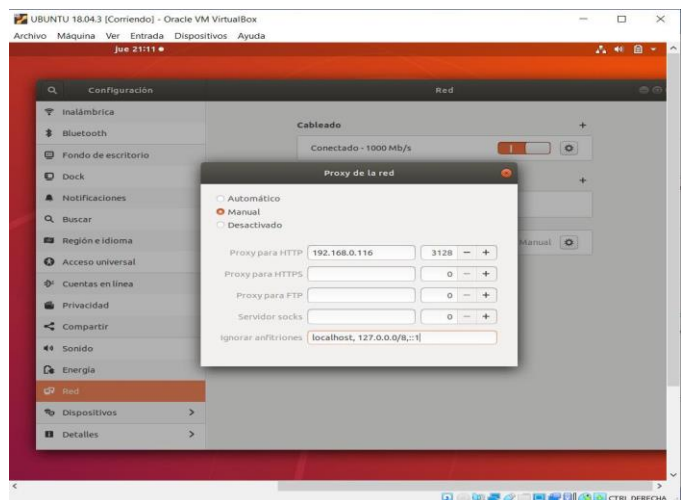 UBUNTU 18.04.3 [Corriendo] - Oracle VM VirtualBox
Archivo Máquina Ver Entrada Dispositivos Ayuda
jue 21:11
Configuración
Red
Inalámbrica
Bluetooth
Fondo de escritorio
Dock
Notificaciones
Buscar
Región e idioma
Acceso universal
Cuentas en línea
Privacidad
Compartir
Sonido
Energía
Red
Dispositivos
Detalles
Cableado +
Conectado - 1000 Mb/s
+
Manual
Proxy de la red
Automático
Manual
Desactivado
Proxy para HTTP 192.168.0.116 3128 - +
Proxy para HTTPS 0 - +
Proxy para FTP 0 - +
Servidor socks 0 - +
Ignorar anfitriones localhost, 127.0.0.0/8,::1
CTRL DERECHA